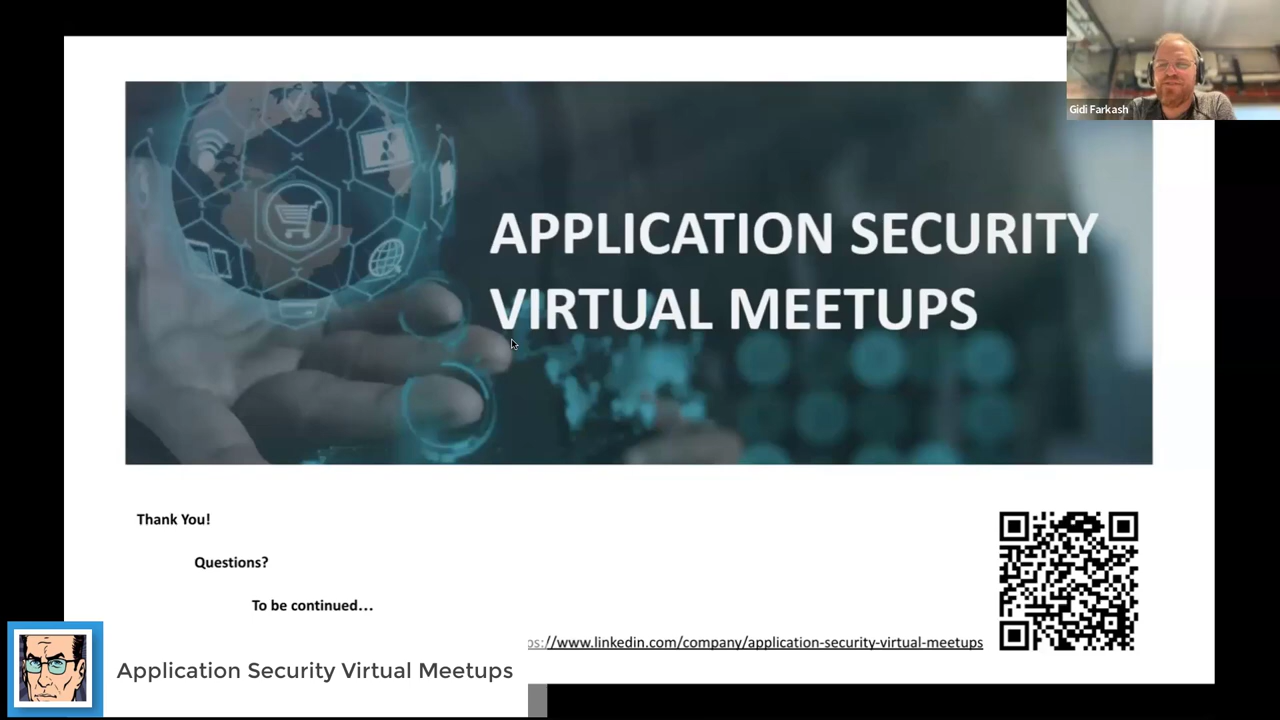 Gidi Farkash
APPLICATION SECURITY
VIRTUAL MEETUPS
Thank You!
Questions?
To be continued...
ps://www.linkedin.com/company/application-security-virtual-meetups
Application Security Virtual Meetups